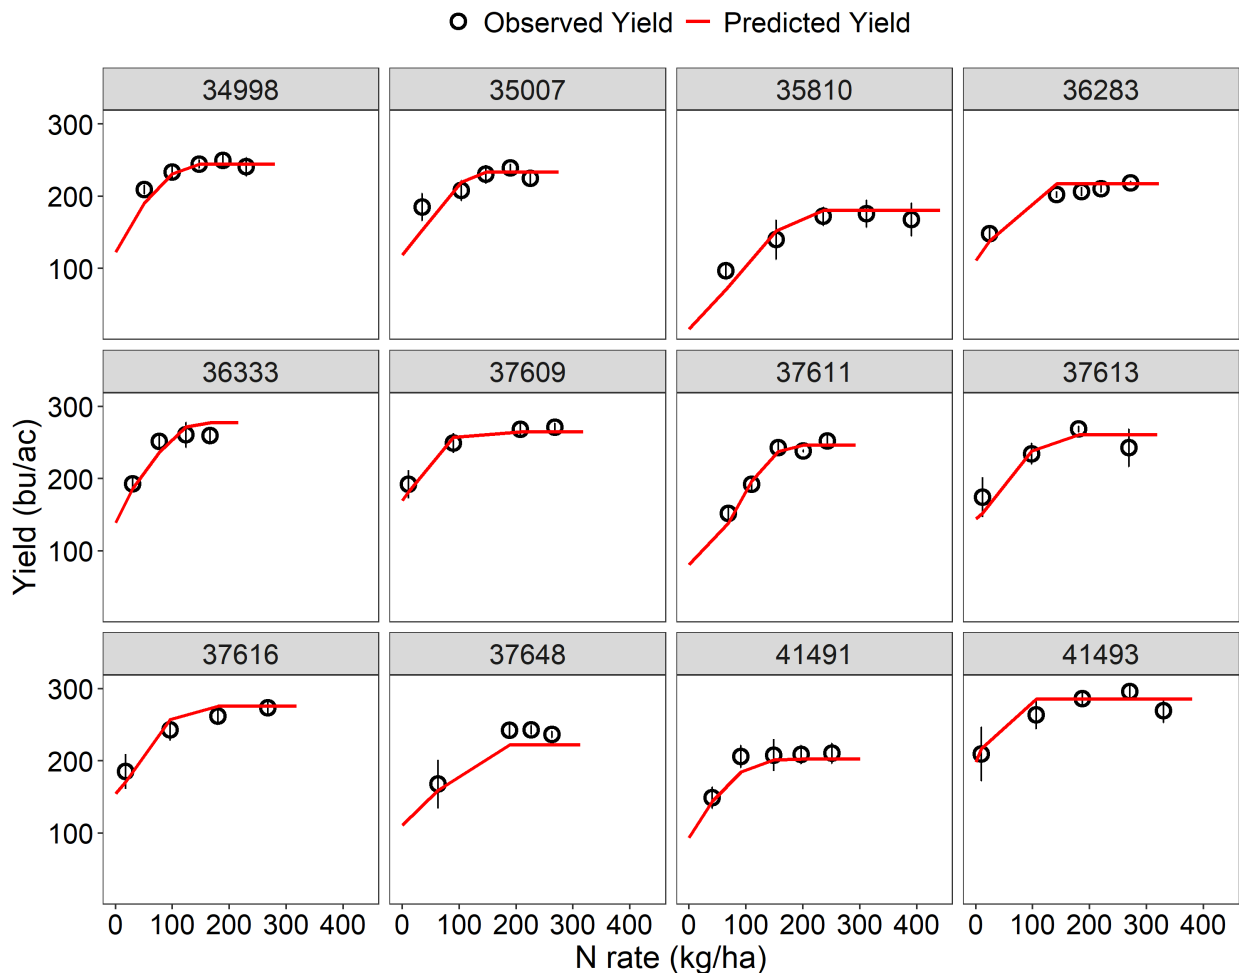 Observed Yield Predicted Yield
34998 35007 35810 36283
300
200
100
36333 37609 37611 37613
300
200
100
37616 37648 41491 41493
300
200
100
0 100 200 300 400 0 100 200 300 400 0 100 200 300 400 0 100 200 300 400
N rate (kg/ha)
Yield (bu/ac)